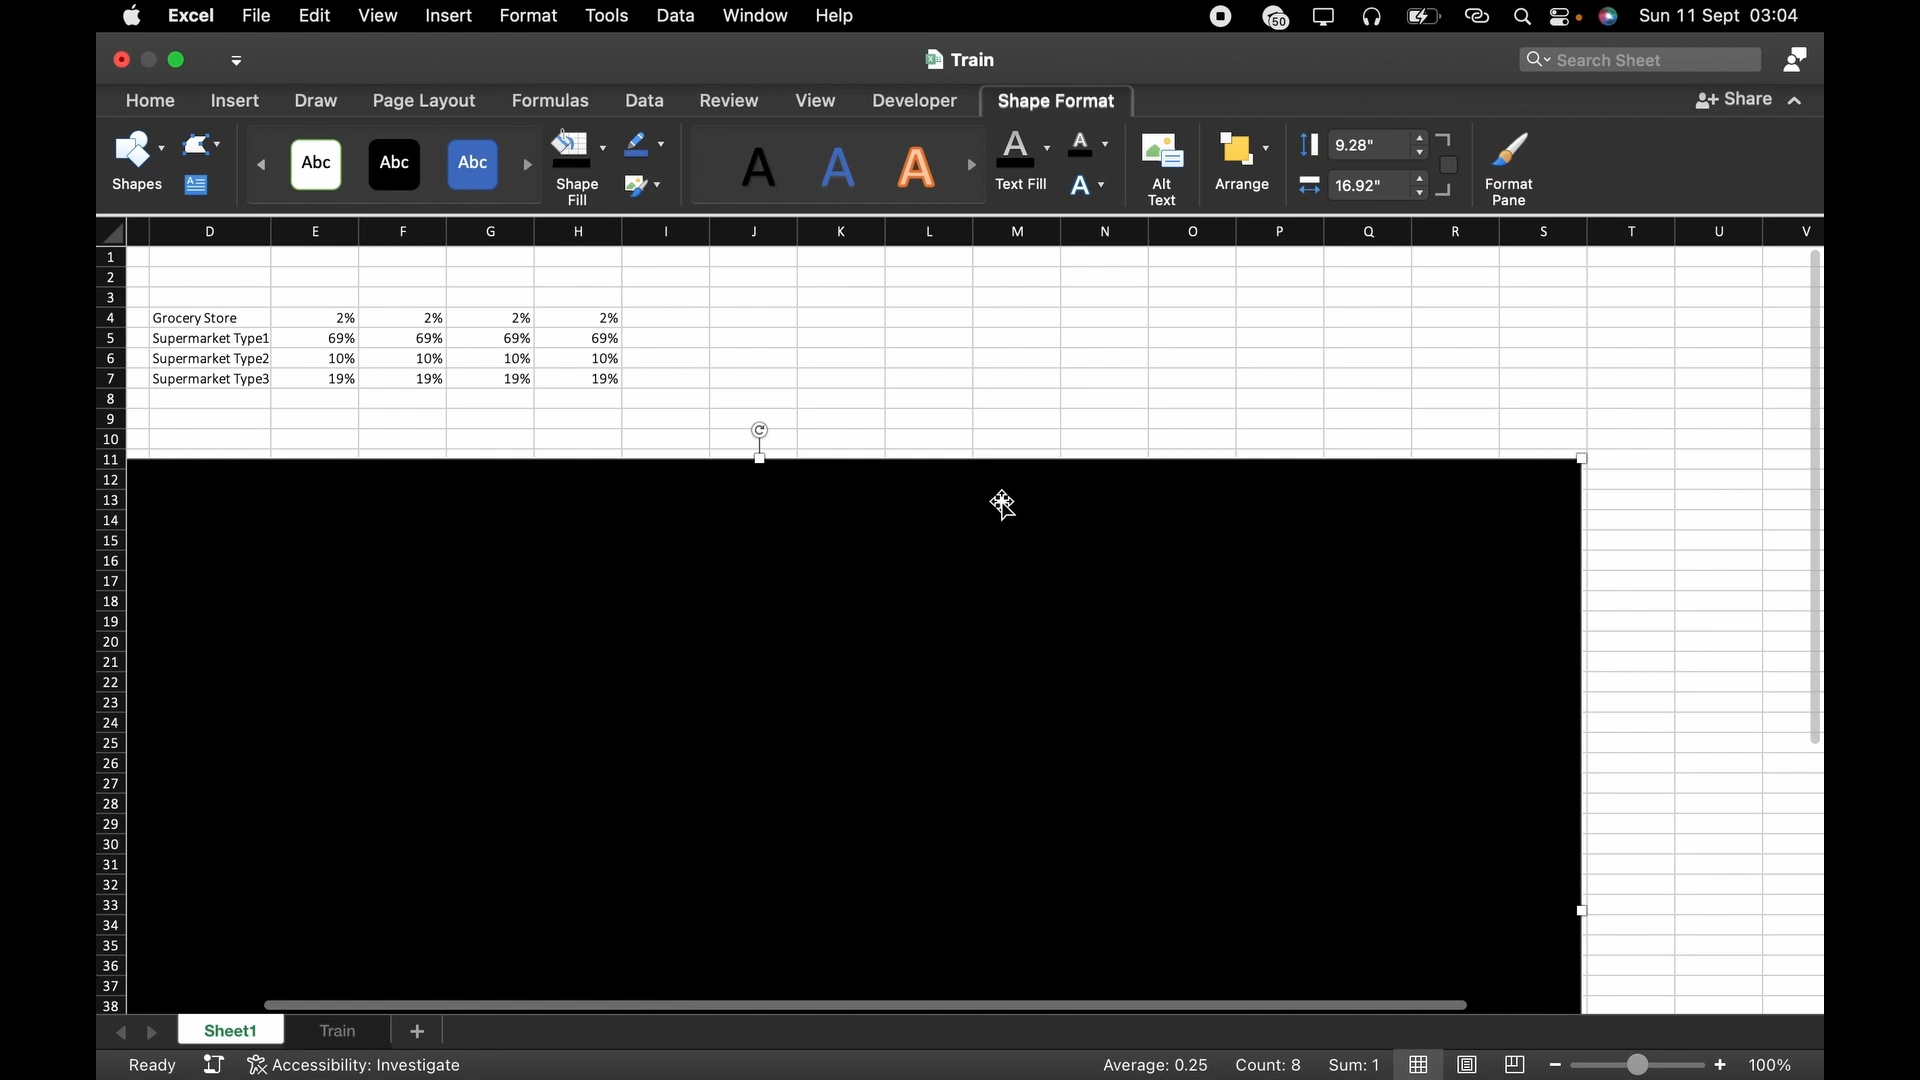 Excel File Edit View Insert Format Tools Data Window Help 50 Sun 11 Sept 03:04
Train
Search Sheet
Home Insert Draw Page Layout Formulas Data Review View Developer Shape Format Share
Shapes
Abc Abc Abc
Shape Fill
A A A
A Text Fill
A
A
Alt Text
Arrange
9.28"
16.92"
Format Pane
D E F G H I J K L M N O P Q R S T U V
1
2
3
4 Grocery Store 2% 2% 2% 2%
5 Supermarket Type1 69% 69% 69% 69%
6 Supermarket Type2 10% 10% 10% 10%
7 Supermarket Type3 19% 19% 19% 19%
8
9
10
11
12
13
14
15
16
17
18
19
20
21
22
23
24
25
26
27
28
29
30
31
32
33
34
35
36
37
38
Sheet1 Train +
Ready Accessibility: Investigate Average: 0.25 Count: 8 Sum: 1 100%